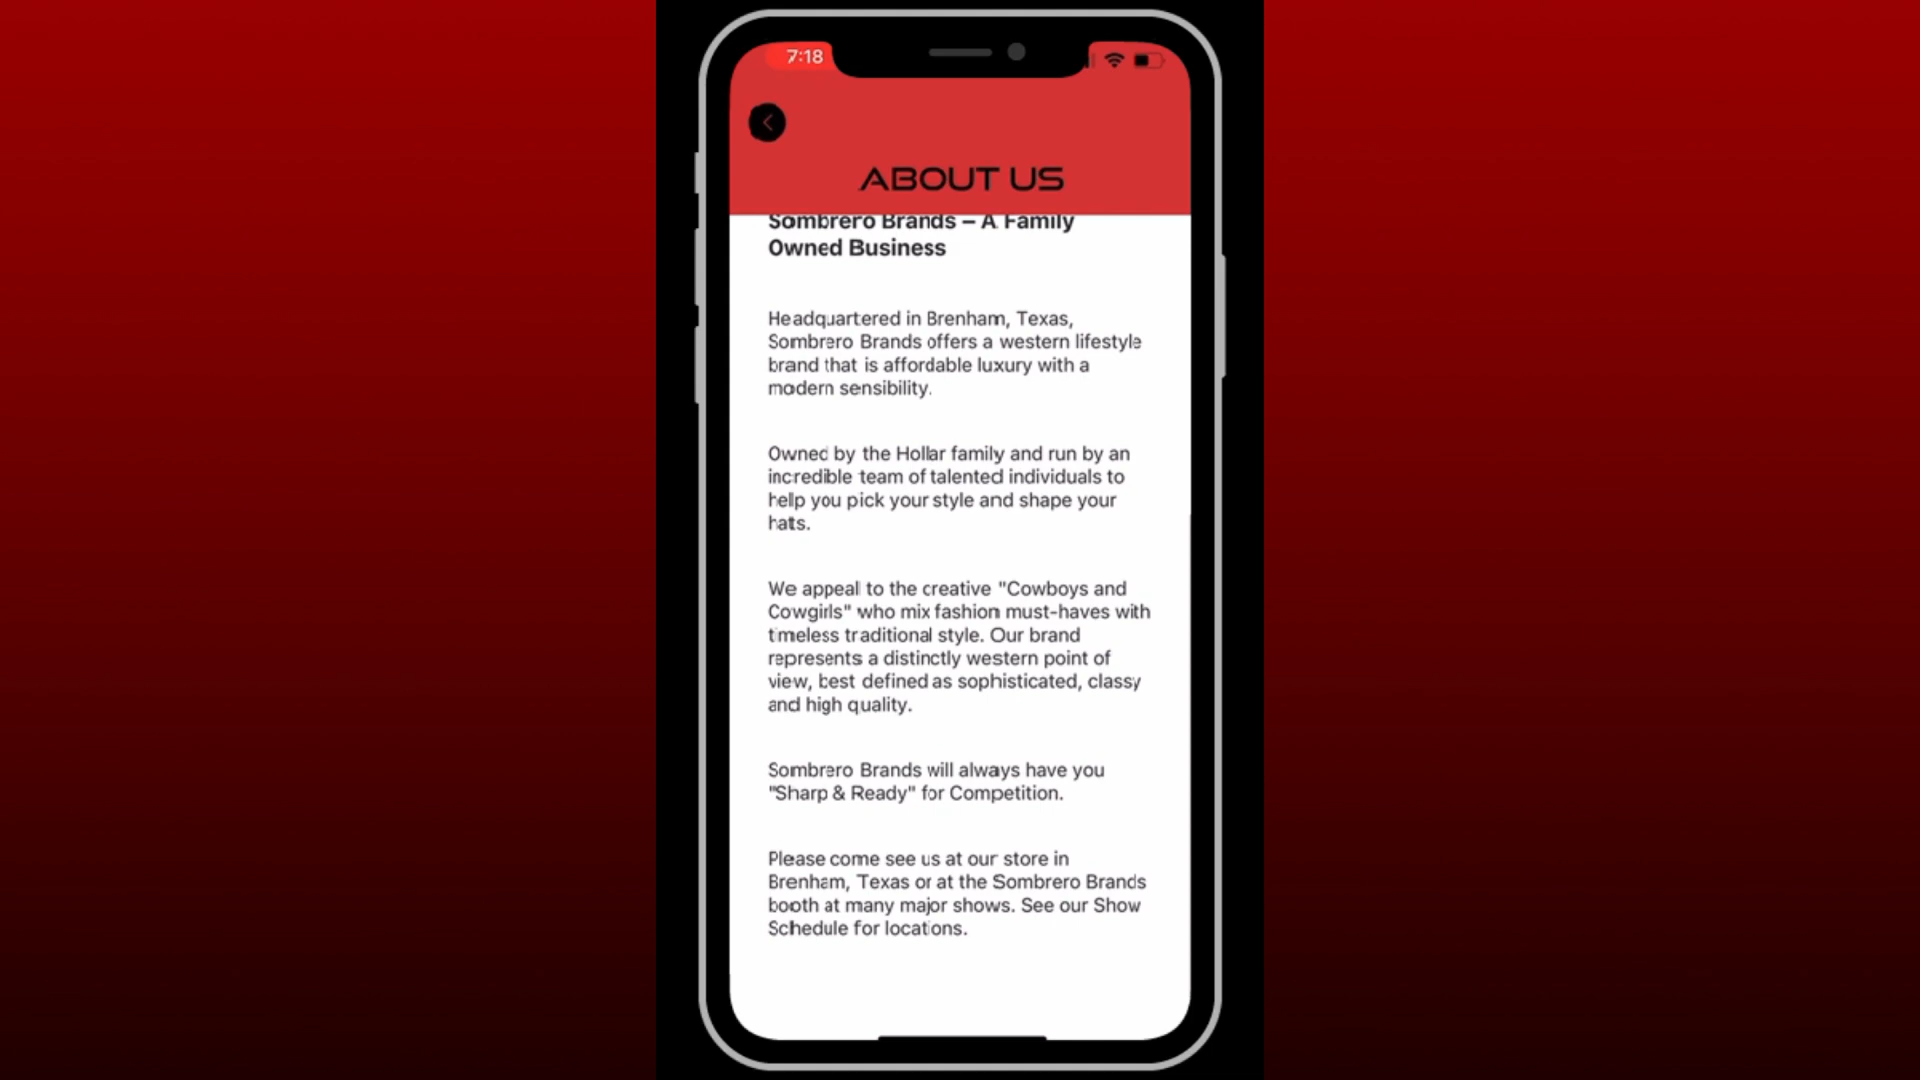 7:18
ABOUT US
Sombrero Brands – A Family
Owned Business
Headquartered in Brenham, Texas,
Sombrero Brands offers a western lifestyle
brand that is affordable luxury with a
modern sensibility.
Owned by the Hollar family and run by an
incredible team of talented individuals to
help you pick your style and shape your
hats.
We appeal to the creative "Cowboys and
Cowgirls" who mix fashion must-haves with
timeless traditional style. Our brand
represents a distinctly western point of
view, best defined as sophisticated, classy
and high quality.
Sombrero Brands will always have you
"Sharp & Ready" for Competition.
Please come see us at our store in
Brenham, Texas or at the Sombrero Brands
booth at many major shows. See our Show
Schedule for locations.